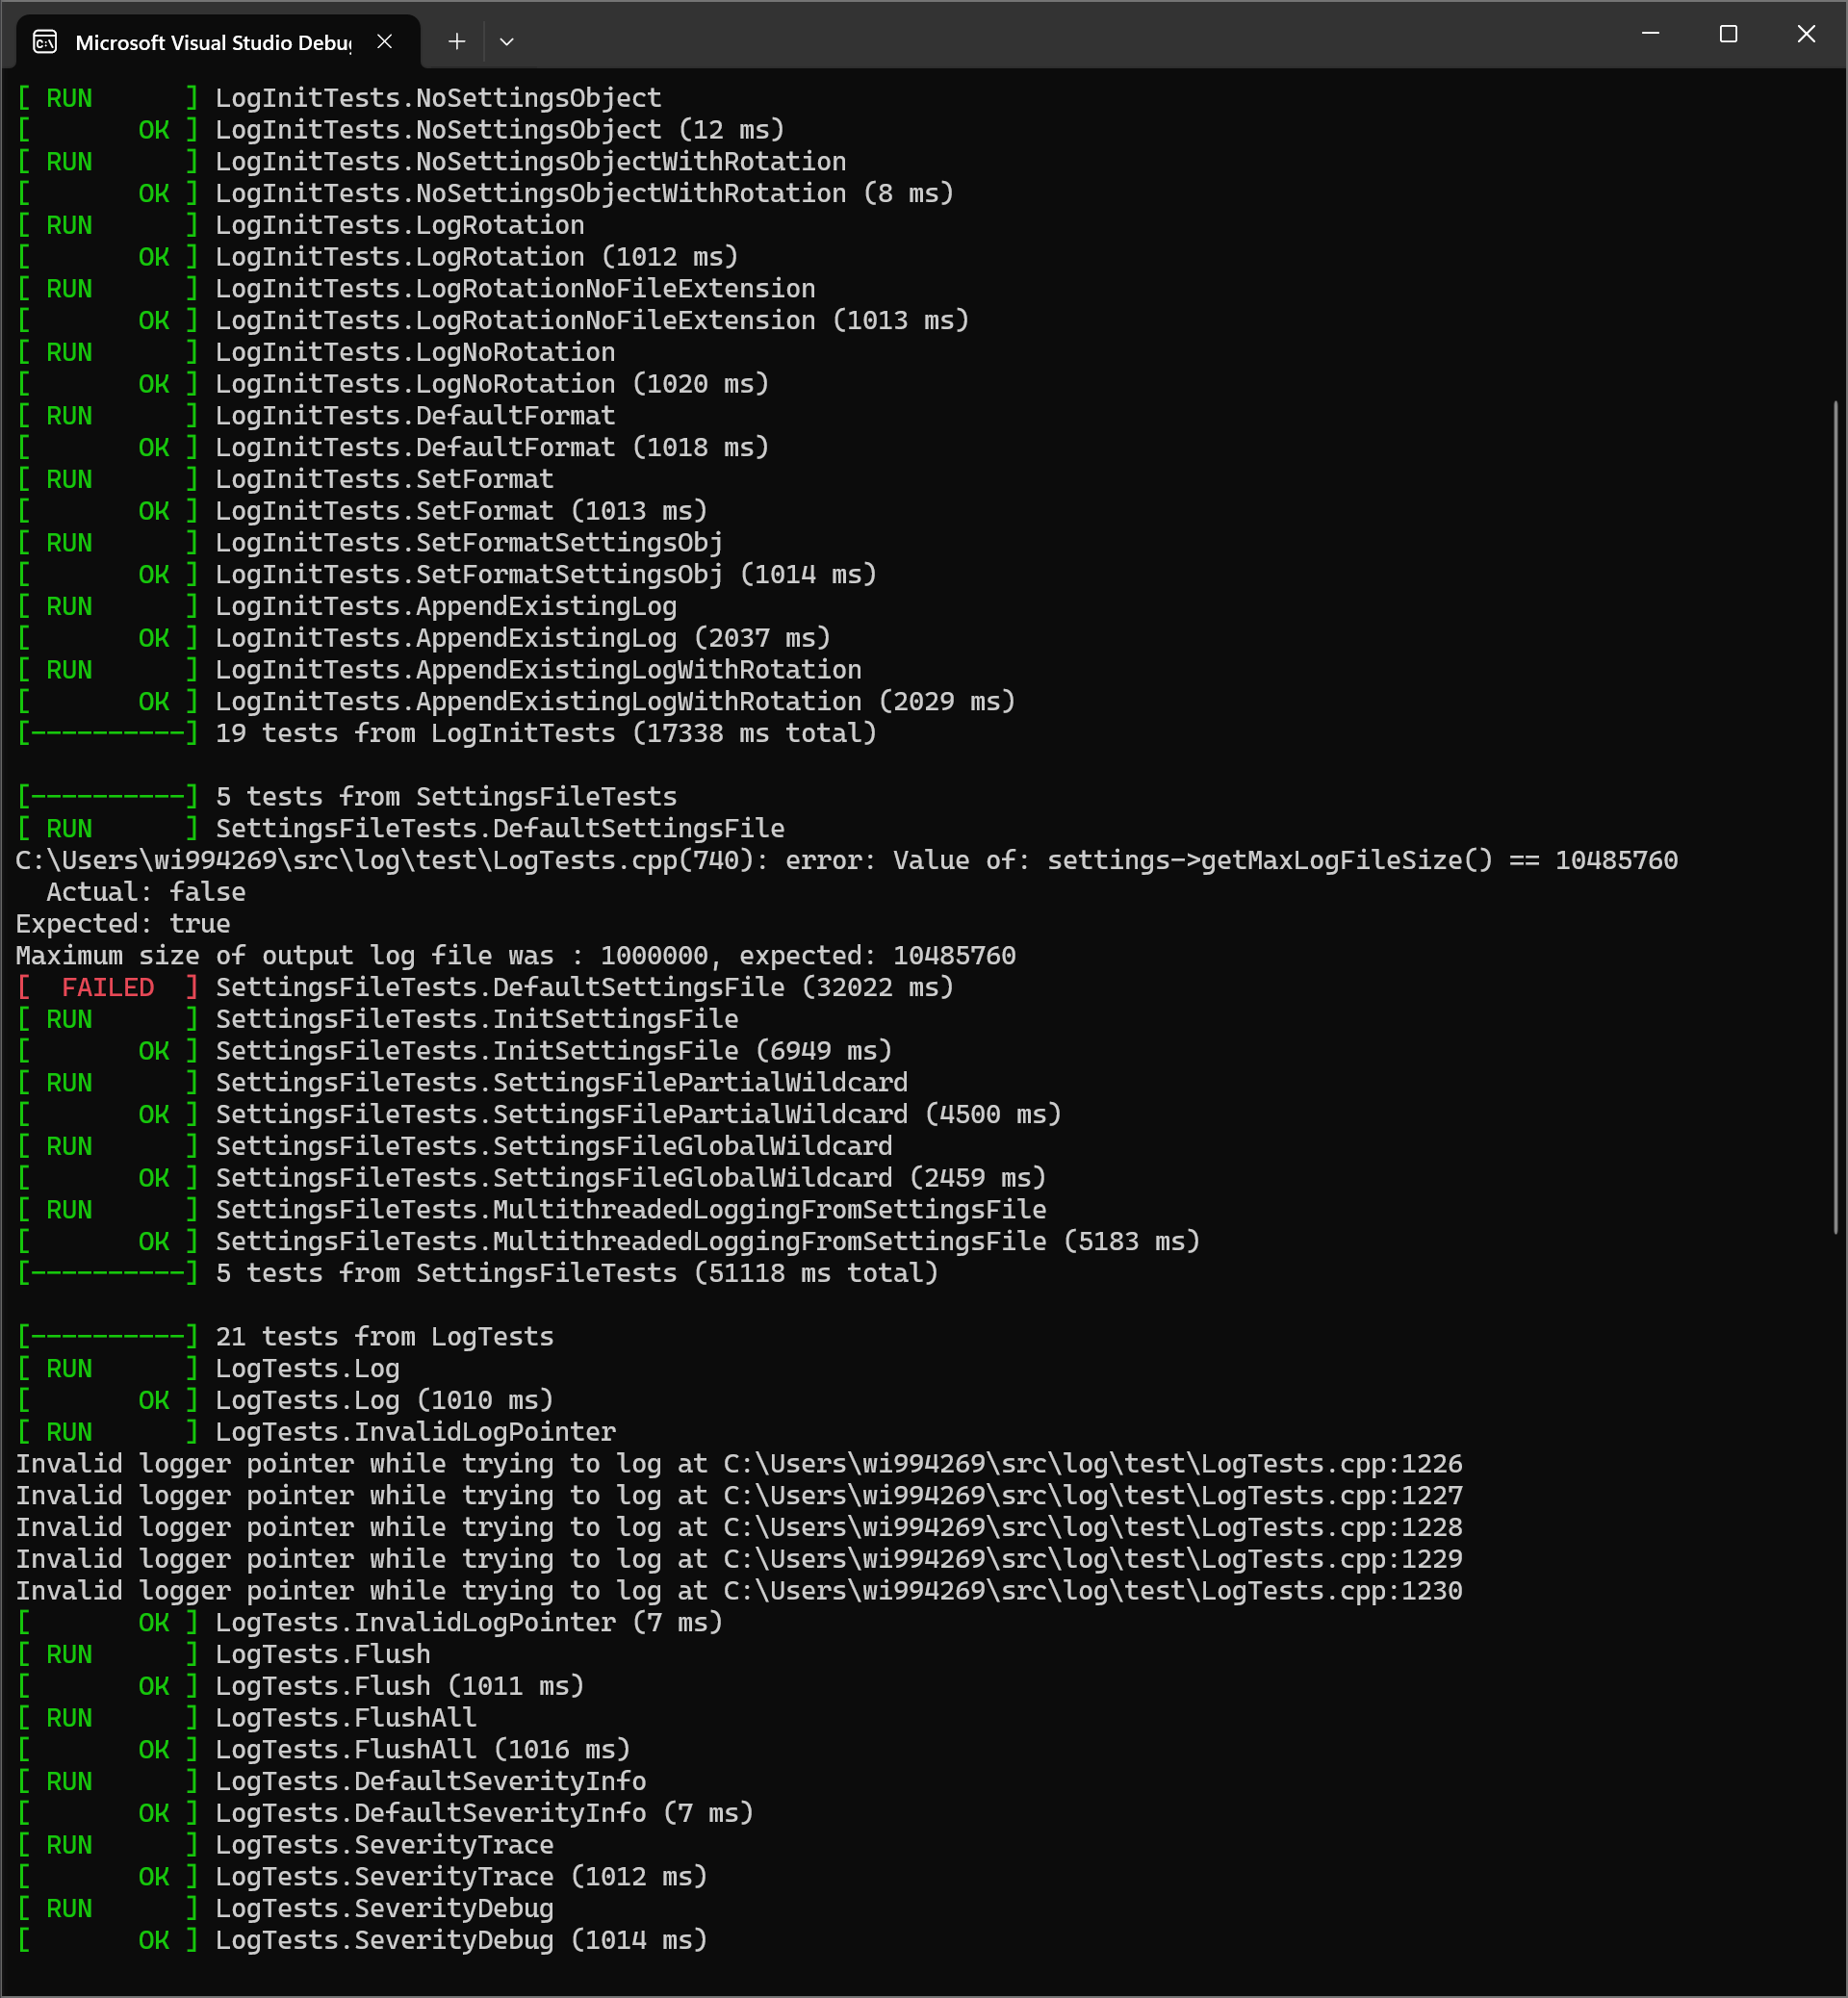 Microsoft Visual Studio Debu
[ RUN      ] LogInitTests.NoSettingsObject
[       OK ] LogInitTests.NoSettingsObject (12 ms)
[ RUN      ] LogInitTests.NoSettingsObjectWithRotation
[       OK ] LogInitTests.NoSettingsObjectWithRotation (8 ms)
[ RUN      ] LogInitTests.LogRotation
[       OK ] LogInitTests.LogRotation (1012 ms)
[ RUN      ] LogInitTests.LogRotationNoFileExtension
[       OK ] LogInitTests.LogRotationNoFileExtension (1013 ms)
[ RUN      ] LogInitTests.LogNoRotation
[       OK ] LogInitTests.LogNoRotation (1020 ms)
[ RUN      ] LogInitTests.DefaultFormat
[       OK ] LogInitTests.DefaultFormat (1018 ms)
[ RUN      ] LogInitTests.SetFormat
[       OK ] LogInitTests.SetFormat (1013 ms)
[ RUN      ] LogInitTests.SetFormatSettingsObj
[       OK ] LogInitTests.SetFormatSettingsObj (1014 ms)
[ RUN      ] LogInitTests.AppendExistingLog
[       OK ] LogInitTests.AppendExistingLog (2037 ms)
[ RUN      ] LogInitTests.AppendExistingLogWithRotation
[       OK ] LogInitTests.AppendExistingLogWithRotation (2029 ms)
[----------] 19 tests from LogInitTests (17338 ms total)

[----------] 5 tests from SettingsFileTests
[ RUN      ] SettingsFileTests.DefaultSettingsFile
C:\Users\wi994269\src\log\test\LogTests.cpp(740): error: Value of: settings->getMaxLogFileSize() == 10485760
  Actual: false
Expected: true
Maximum size of output log file was : 1000000, expected: 10485760
[  FAILED  ] SettingsFileTests.DefaultSettingsFile (32022 ms)
[ RUN      ] SettingsFileTests.InitSettingsFile
[       OK ] SettingsFileTests.InitSettingsFile (6949 ms)
[ RUN      ] SettingsFileTests.SettingsFilePartialWildcard
[       OK ] SettingsFileTests.SettingsFilePartialWildcard (4500 ms)
[ RUN      ] SettingsFileTests.SettingsFileGlobalWildcard
[       OK ] SettingsFileTests.SettingsFileGlobalWildcard (2459 ms)
[ RUN      ] SettingsFileTests.MultithreadedLoggingFromSettingsFile
[       OK ] SettingsFileTests.MultithreadedLoggingFromSettingsFile (5183 ms)
[----------] 5 tests from SettingsFileTests (51118 ms total)

[----------] 21 tests from LogTests
[ RUN      ] LogTests.Log
[       OK ] LogTests.Log (1010 ms)
[ RUN      ] LogTests.InvalidLogPointer
Invalid logger pointer while trying to log at C:\Users\wi994269\src\log\test\LogTests.cpp:1226
Invalid logger pointer while trying to log at C:\Users\wi994269\src\log\test\LogTests.cpp:1227
Invalid logger pointer while trying to log at C:\Users\wi994269\src\log\test\LogTests.cpp:1228
Invalid logger pointer while trying to log at C:\Users\wi994269\src\log\test\LogTests.cpp:1229
Invalid logger pointer while trying to log at C:\Users\wi994269\src\log\test\LogTests.cpp:1230
[       OK ] LogTests.InvalidLogPointer (7 ms)
[ RUN      ] LogTests.Flush
[       OK ] LogTests.Flush (1011 ms)
[ RUN      ] LogTests.FlushAll
[       OK ] LogTests.FlushAll (1016 ms)
[ RUN      ] LogTests.DefaultSeverityInfo
[       OK ] LogTests.DefaultSeverityInfo (7 ms)
[ RUN      ] LogTests.SeverityTrace
[       OK ] LogTests.SeverityTrace (1012 ms)
[ RUN      ] LogTests.SeverityDebug
[       OK ] LogTests.SeverityDebug (1014 ms)